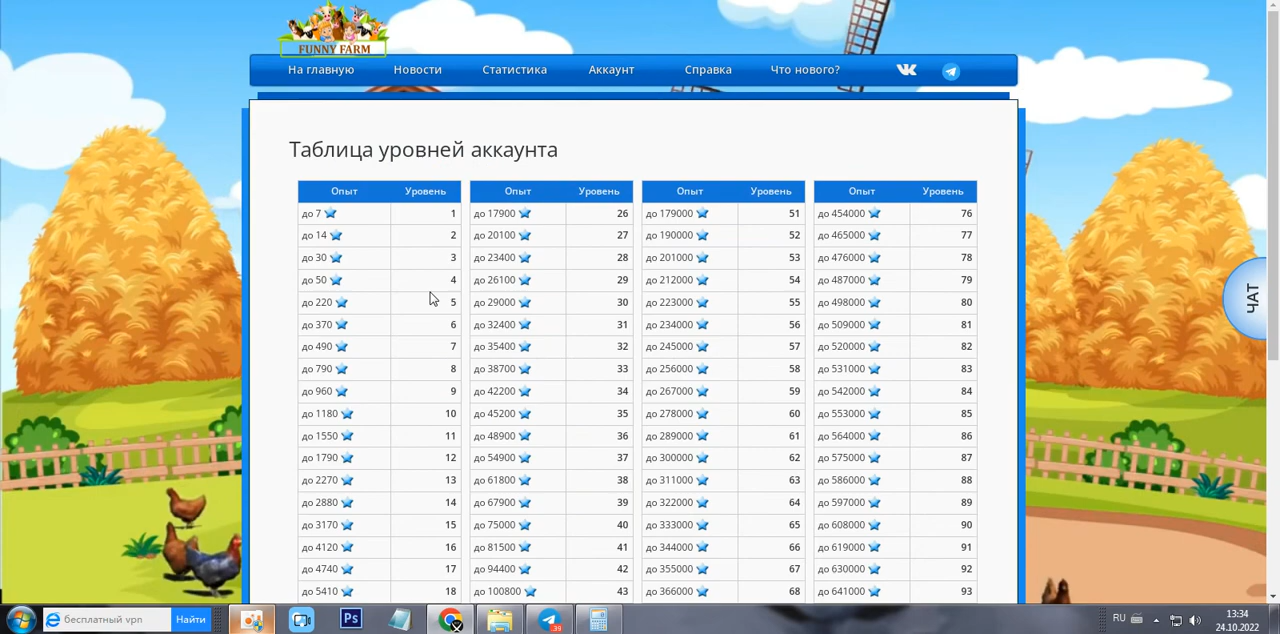 FUNNY FARM
На главную Новости Статистика Аккаунт Справка Что нового?
Таблица уровней аккаунта
Опыт Уровень Опыт Уровень Опыт Уровень Опыт Уровень
до 7 1 до 17900 26 до 179000 51 до 454000 76
до 14 2 до 20100 27 до 190000 52 до 465000 77
до 30 3 до 23400 28 до 201000 53 до 476000 78
до 50 4 до 26100 29 до 212000 54 до 487000 79
до 220 5 до 29000 30 до 223000 55 до 498000 80
до 370 6 до 32400 31 до 234000 56 до 509000 81
до 490 7 до 35400 32 до 245000 57 до 520000 82
до 790 8 до 38700 33 до 256000 58 до 531000 83
до 960 9 до 42200 34 до 267000 59 до 542000 84
до 1180 10 до 45200 35 до 278000 60 до 553000 85
до 1550 11 до 48900 36 до 289000 61 до 564000 86
до 1790 12 до 54900 37 до 300000 62 до 575000 87
до 2270 13 до 61800 38 до 311000 63 до 586000 88
до 2880 14 до 67900 39 до 322000 64 до 597000 89
до 3170 15 до 75000 40 до 333000 65 до 608000 90
до 4120 16 до 81500 41 до 344000 66 до 619000 91
до 4740 17 до 94400 42 до 355000 67 до 630000 92
до 5410 18 до 100800 43 до 366000 68 до 641000 93
ЧАТ
бесплатный vpn Найти
Ps
39
RU
13:34
24.10.2022